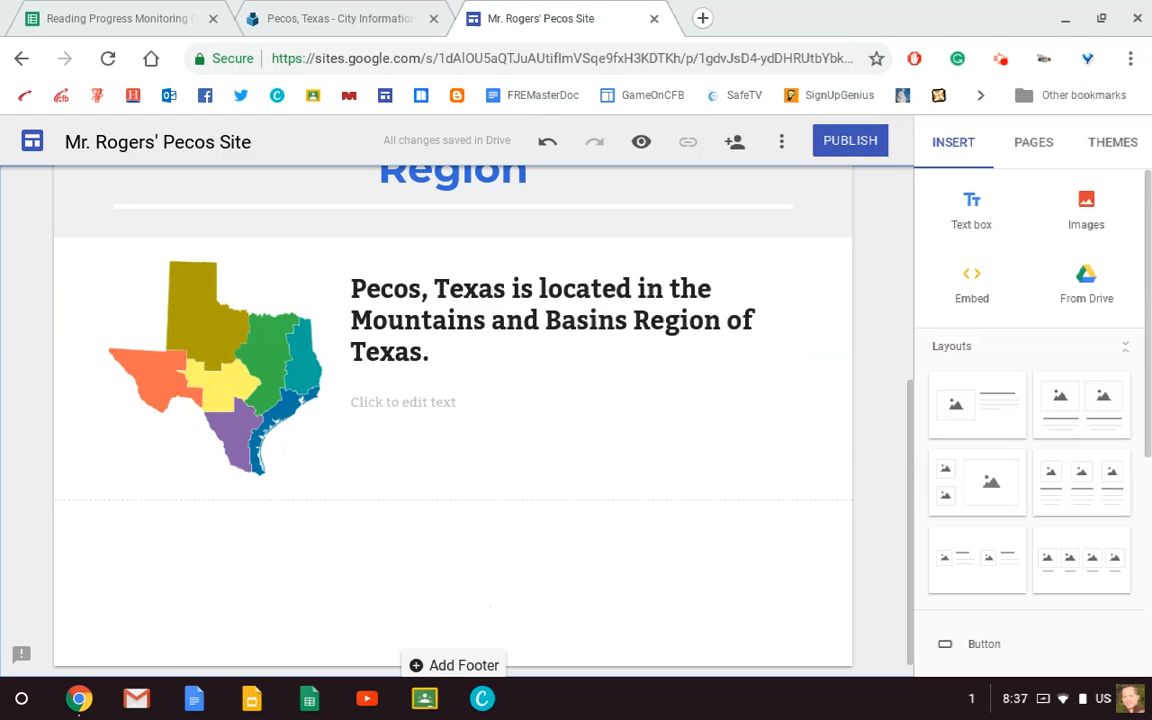 Reading Progress Monitoring
Pecos, Texas - City Information
Mr. Rogers' Pecos Site
Secure
https://sites.google.com/s/1dAlOU5aQTJuAUtifImVSqe9fxH3KDTKh/p/1gdvJsD4-ydDHRUtbYbk...
FREMasterDoc
GameOnCFB
SafeTV
SignUpGenius
Other bookmarks
Mr. Rogers' Pecos Site
All changes saved in Drive
PUBLISH
INSERT
PAGES
THEMES
Region
Text box
Images
Embed
From Drive
Pecos, Texas is located in the
Mountains and Basins Region of
Texas.
Click to edit text
Layouts
Button
Add Footer
1
8:37
US